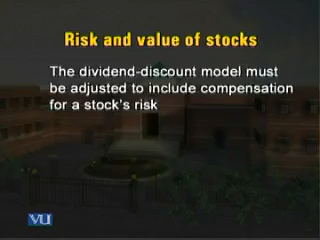 Risk and value of stocks
The dividend-discount model must
be adjusted to include compensation
for a stock's risk
VU